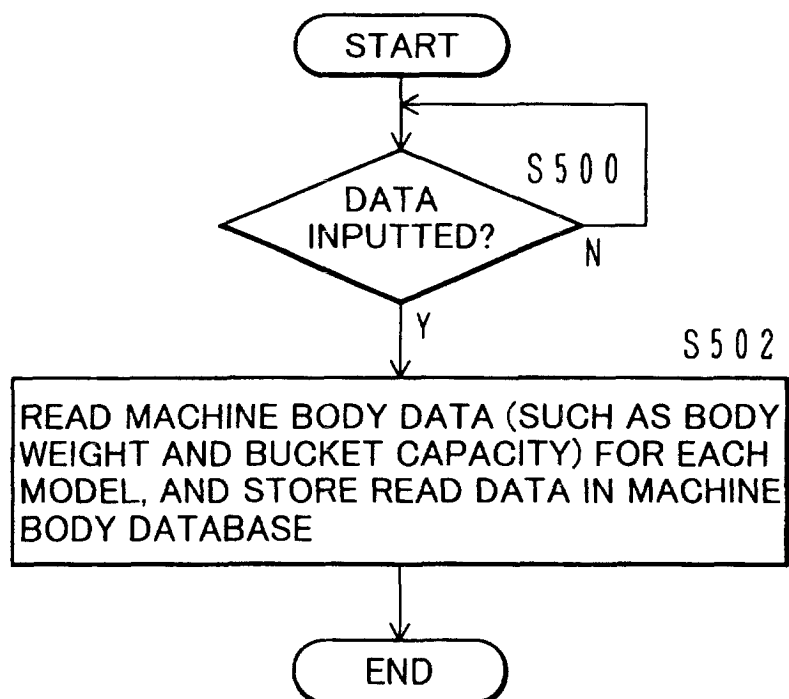 START
S500
DATA
INPUTTED?
N
Y
S502
READ MACHINE BODY DATA (SUCH AS BODY
WEIGHT AND BUCKET CAPACITY) FOR EACH
MODEL, AND STORE READ DATA IN MACHINE
BODY DATABASE
END